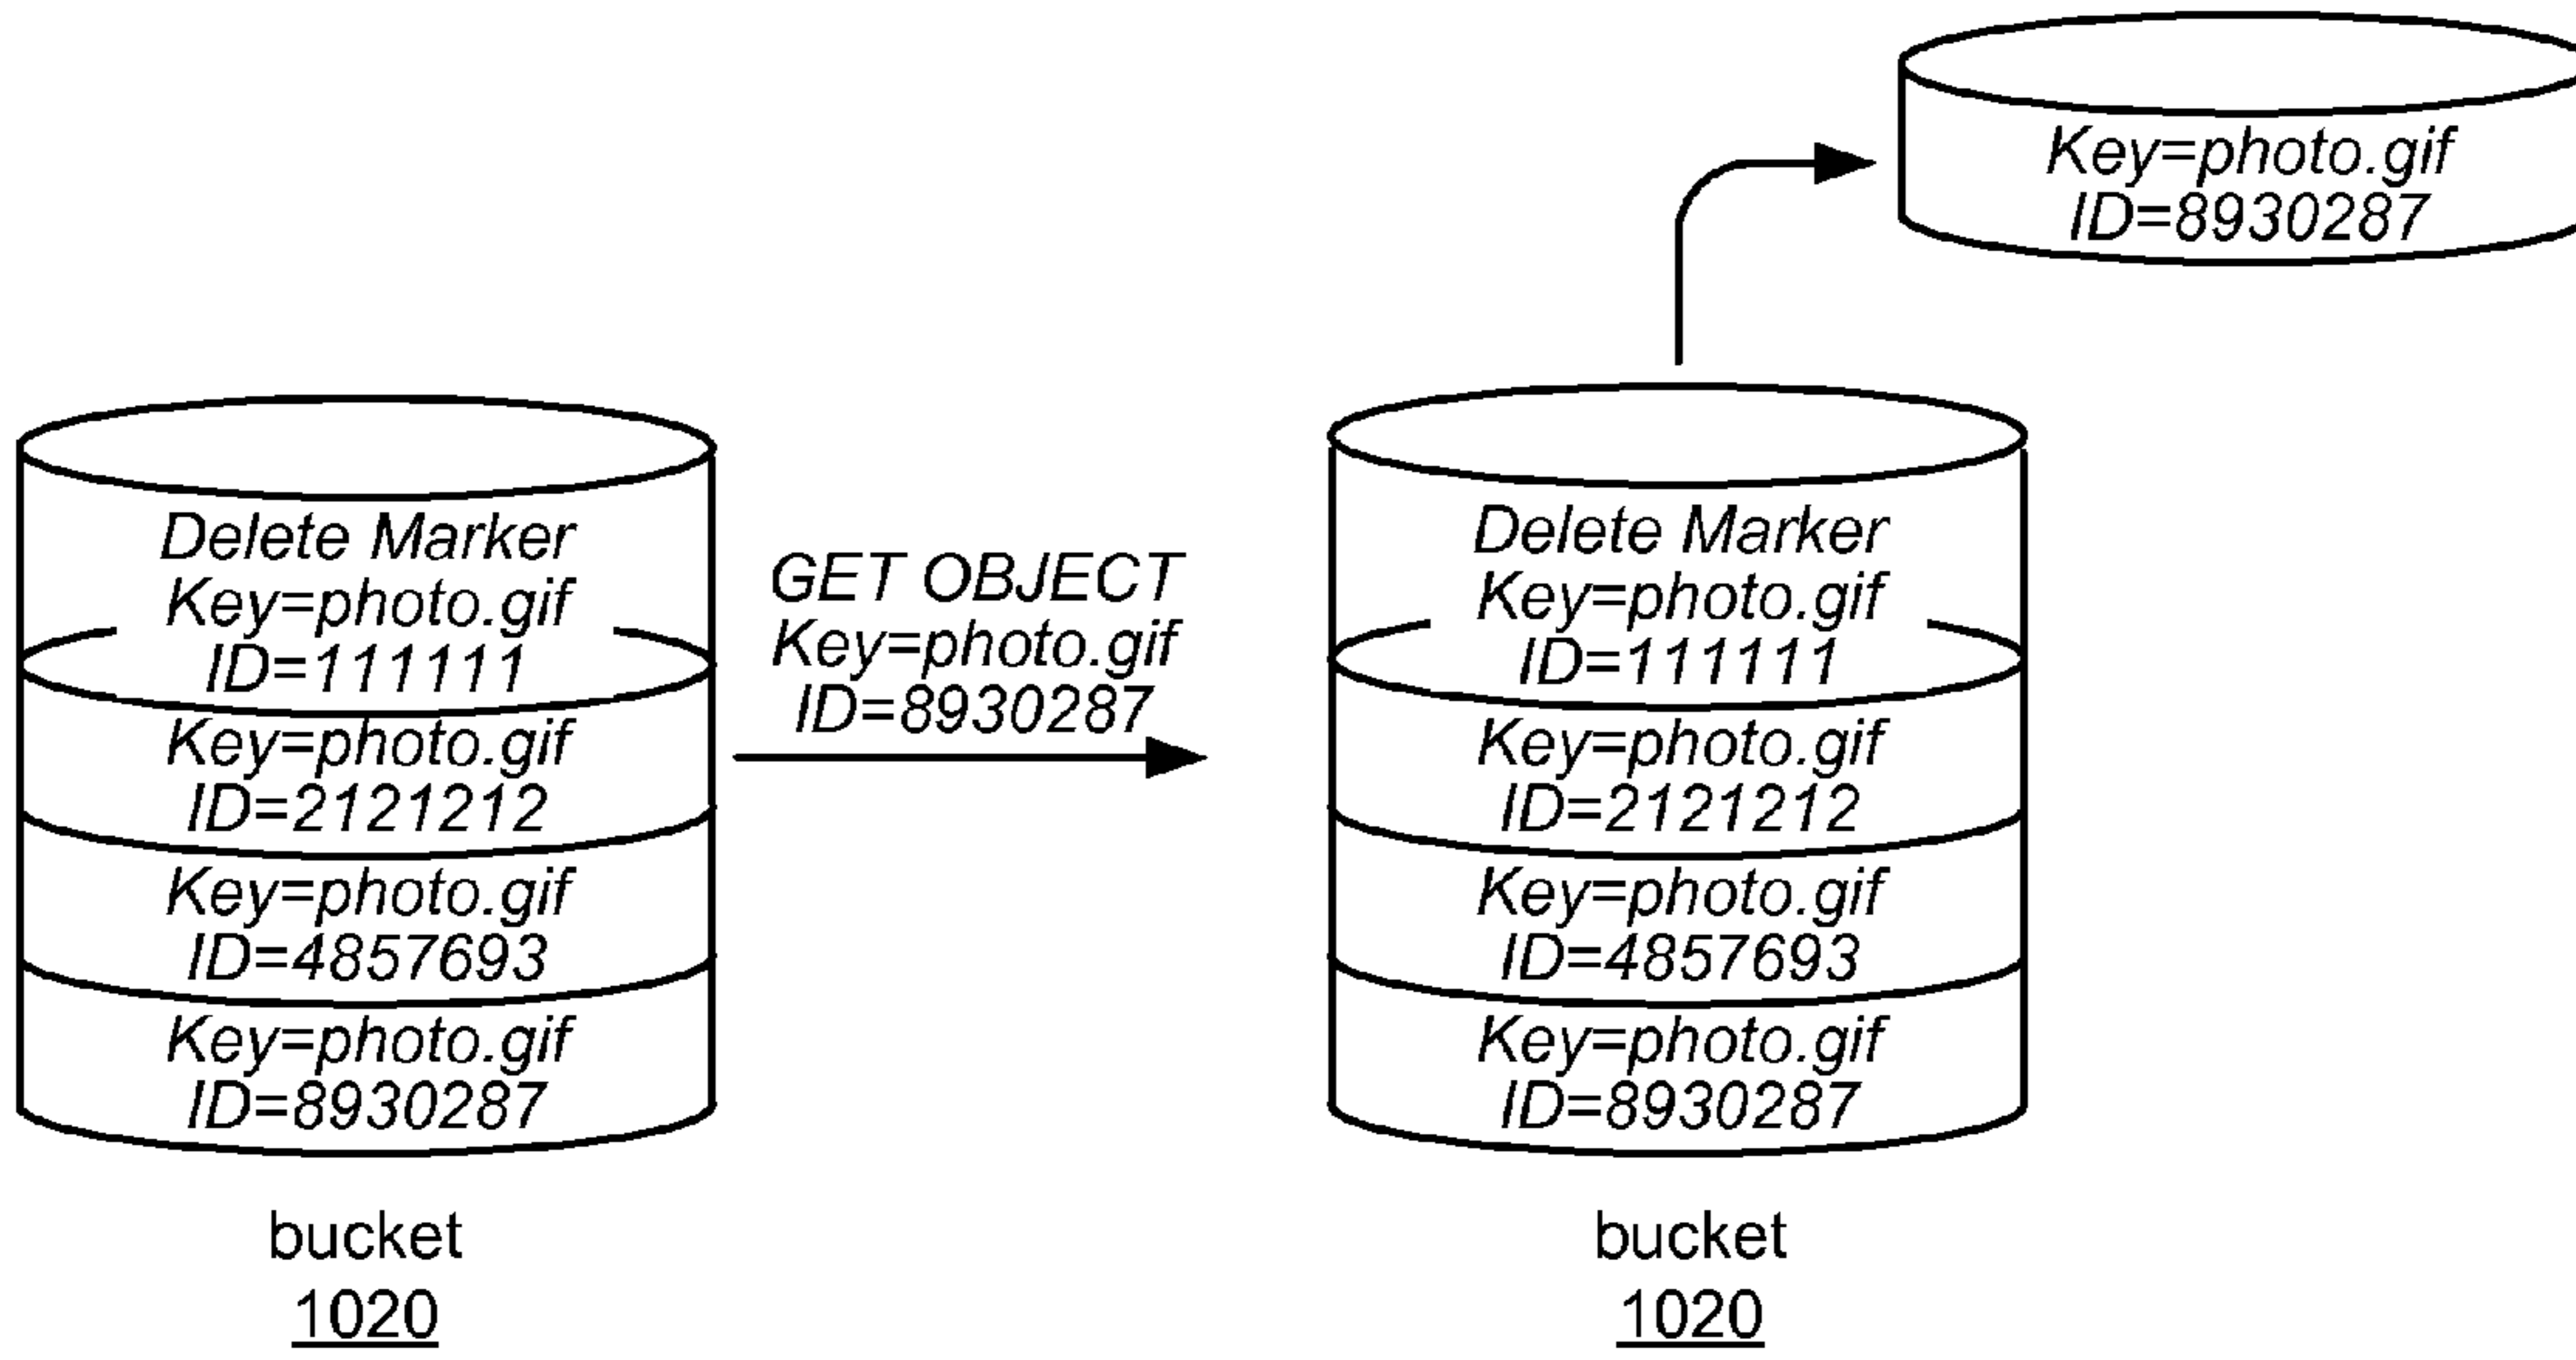 Key=photo.gif
ID=8930287
Delete Marker
Key=photo.gif
ID=111111
Key=photo.gif
ID=2121212
Key=photo.gif
ID=4857693
Key=photo.gif
ID=8930287
bucket
1020
GET OBJECT
Key=photo.gif
ID=8930287
Delete Marker
Key=photo.gif
ID=111111
Key=photo.gif
ID=2121212
Key=photo.gif
ID=4857693
Key=photo.gif
ID=8930287
bucket
1020